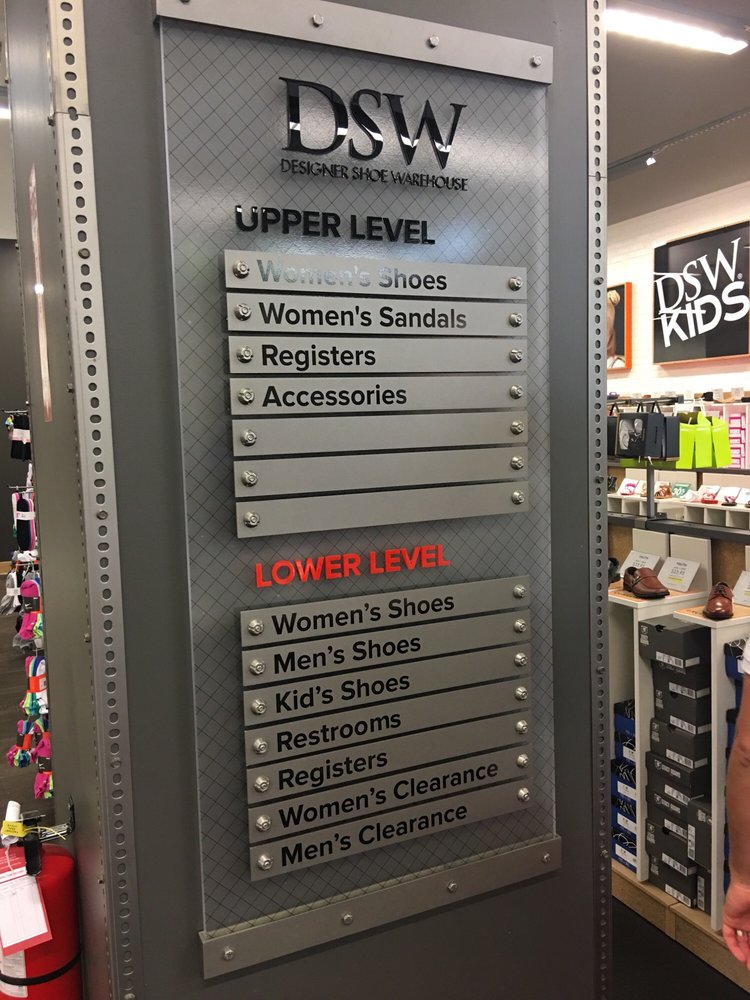 DSW
DESIGNER SHOE WAREHOUSE
UPPER LEVEL
Women's Shoes
Women's Sandals
Registers
Accessories
LOWER LEVEL
Women's Shoes
Men's Shoes
Kid's Shoes
Restrooms
Registers
Women's Clearance
Men's Clearance
DSW
KIDS